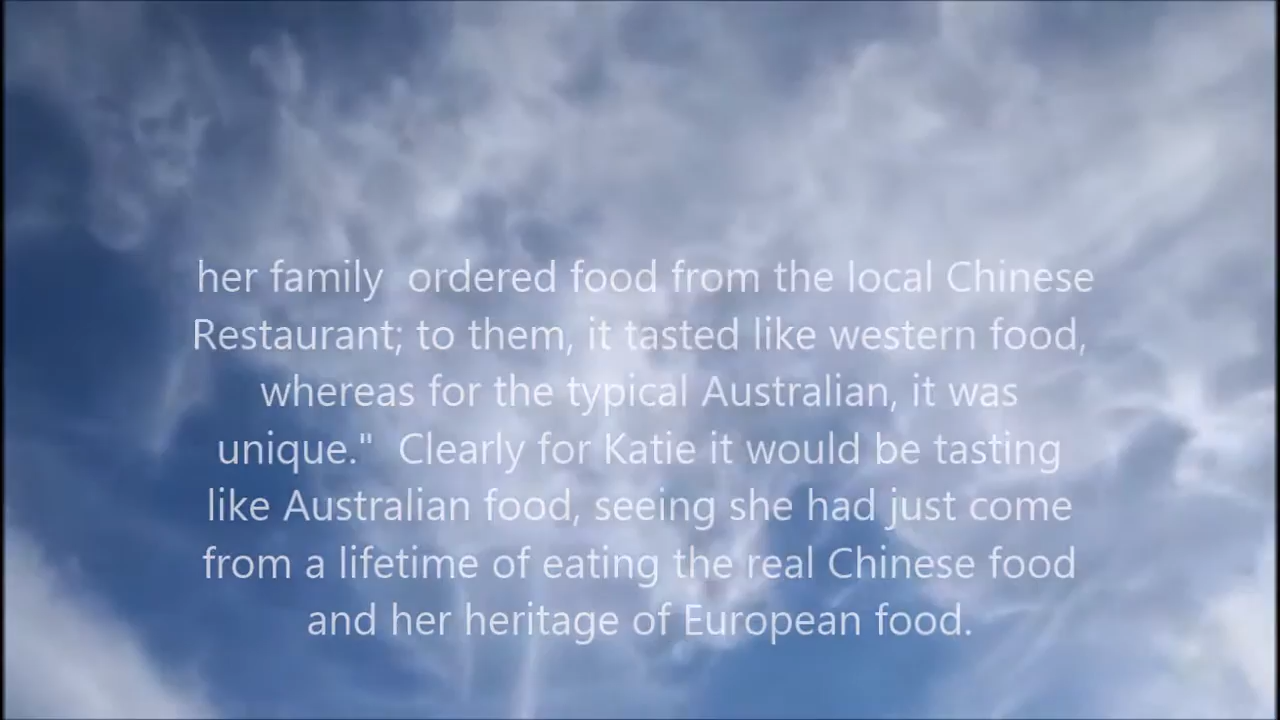 her family  ordered food from the local Chinese
Restaurant; to them, it tasted like western food,
whereas for the typical Australian, it was
unique."  Clearly for Katie it would be tasting
like Australian food, seeing she had just come
from a lifetime of eating the real Chinese food
and her heritage of European food.